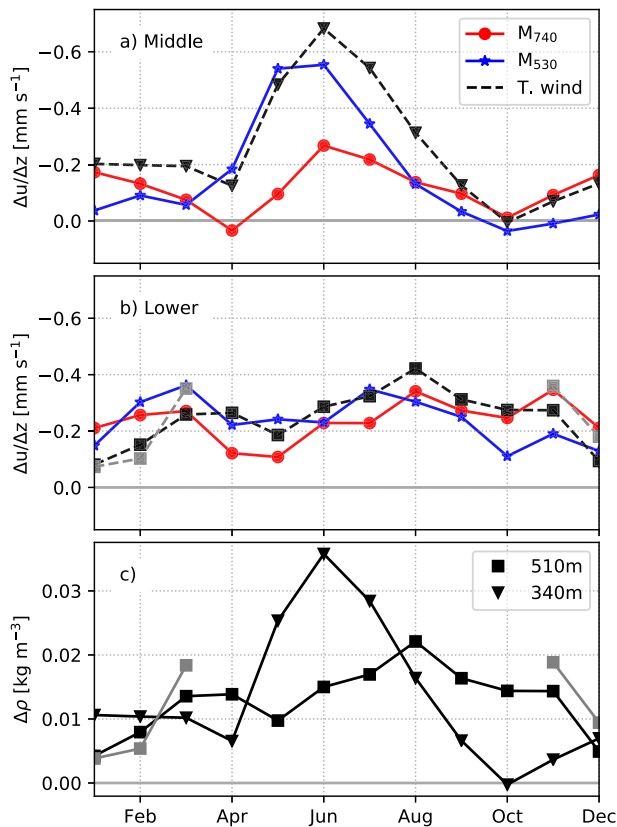 a) Middle
M₇₄₀
M₅₃₀
T. wind
Δu/Δz [mm s⁻¹]
−0.6
−0.4
−0.2
0.0
b) Lower
Δu/Δz [mm s⁻¹]
−0.6
−0.4
−0.2
0.0
c)
510m
340m
Δρ [kg m⁻³]
0.03
0.02
0.01
0.00
Feb Apr Jun Aug Oct Dec